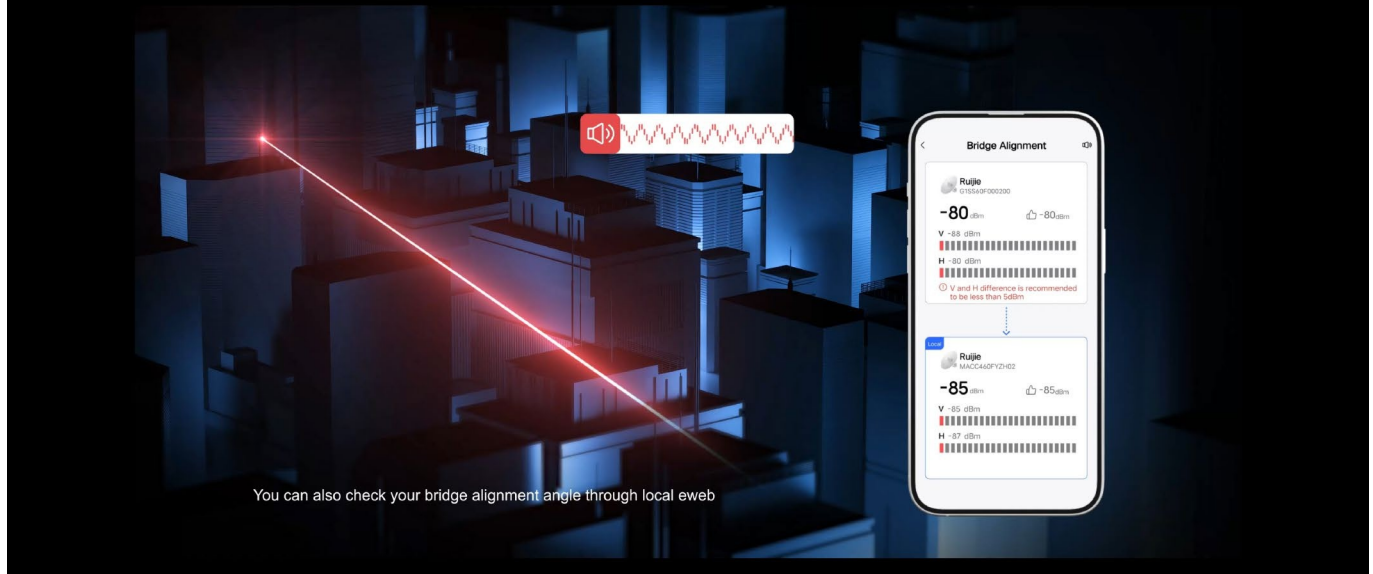 Bridge Alignment
Ruijie
G1SS60F000200
-80 dBm
-80dBm
V -88 dBm
H -80 dBm
V and H difference is recommended
to be less than 5dBm
Local
Ruijie
MACC460FYZH02
-85 dBm
-85dBm
V -85 dBm
H -87 dBm
You can also check your bridge alignment angle through local eweb